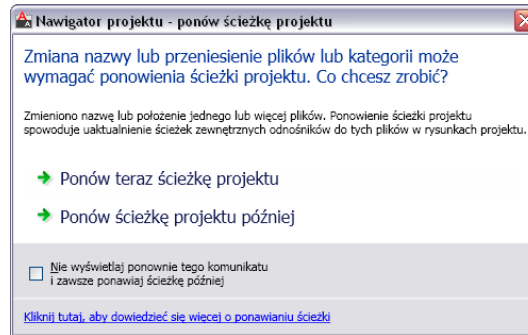 Nawigator projektu - ponów ścieżkę projektu
Zmiana nazwy lub przeniesienie plików lub kategorii może
wymagać ponowienia ścieżki projektu. Co chcesz zrobić?
Zmieniono nazwę lub położenie jednego lub więcej plików. Ponowienie ścieżki projektu
spowoduje uaktualnienie ścieżek zewnętrznych odnośników do tych plików w rysunkach projektu.
Ponów teraz ścieżkę projektu
Ponów ścieżkę projektu później
Nie wyświetlaj ponownie tego komunikatu
i zawsze ponawiaj ścieżkę później
Kliknij tutaj, aby dowiedzieć się więcej o ponawianiu ścieżki